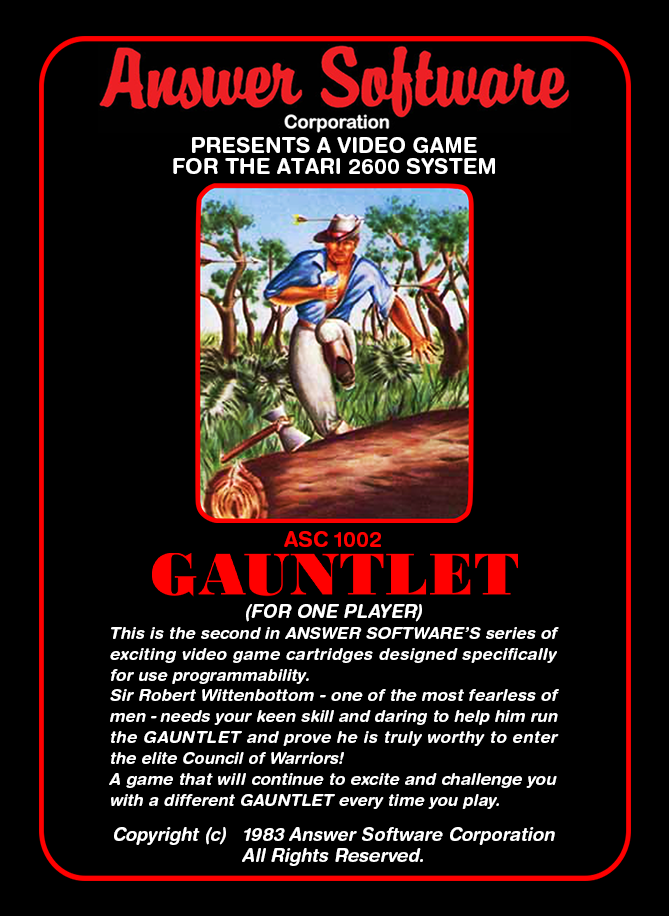 Answer Software
Corporation
PRESENTS A VIDEO GAME
FOR THE ATARI 2600 SYSTEM
ASC 1002
GAUNTLET
(FOR ONE PLAYER)
This is the second in ANSWER SOFTWARE'S series of
exciting video game cartridges designed specifically
for use programmability.
Sir Robert Wittenbottom - one of the most fearless of
men - needs your keen skill and daring to help him run
the GAUNTLET and prove he is truly worthy to enter
the elite Council of Warriors!
A game that will continue to excite and challenge you
with a different GAUNTLET every time you play.
Copyright (c) 1983 Answer Software Corporation
All Rights Reserved.